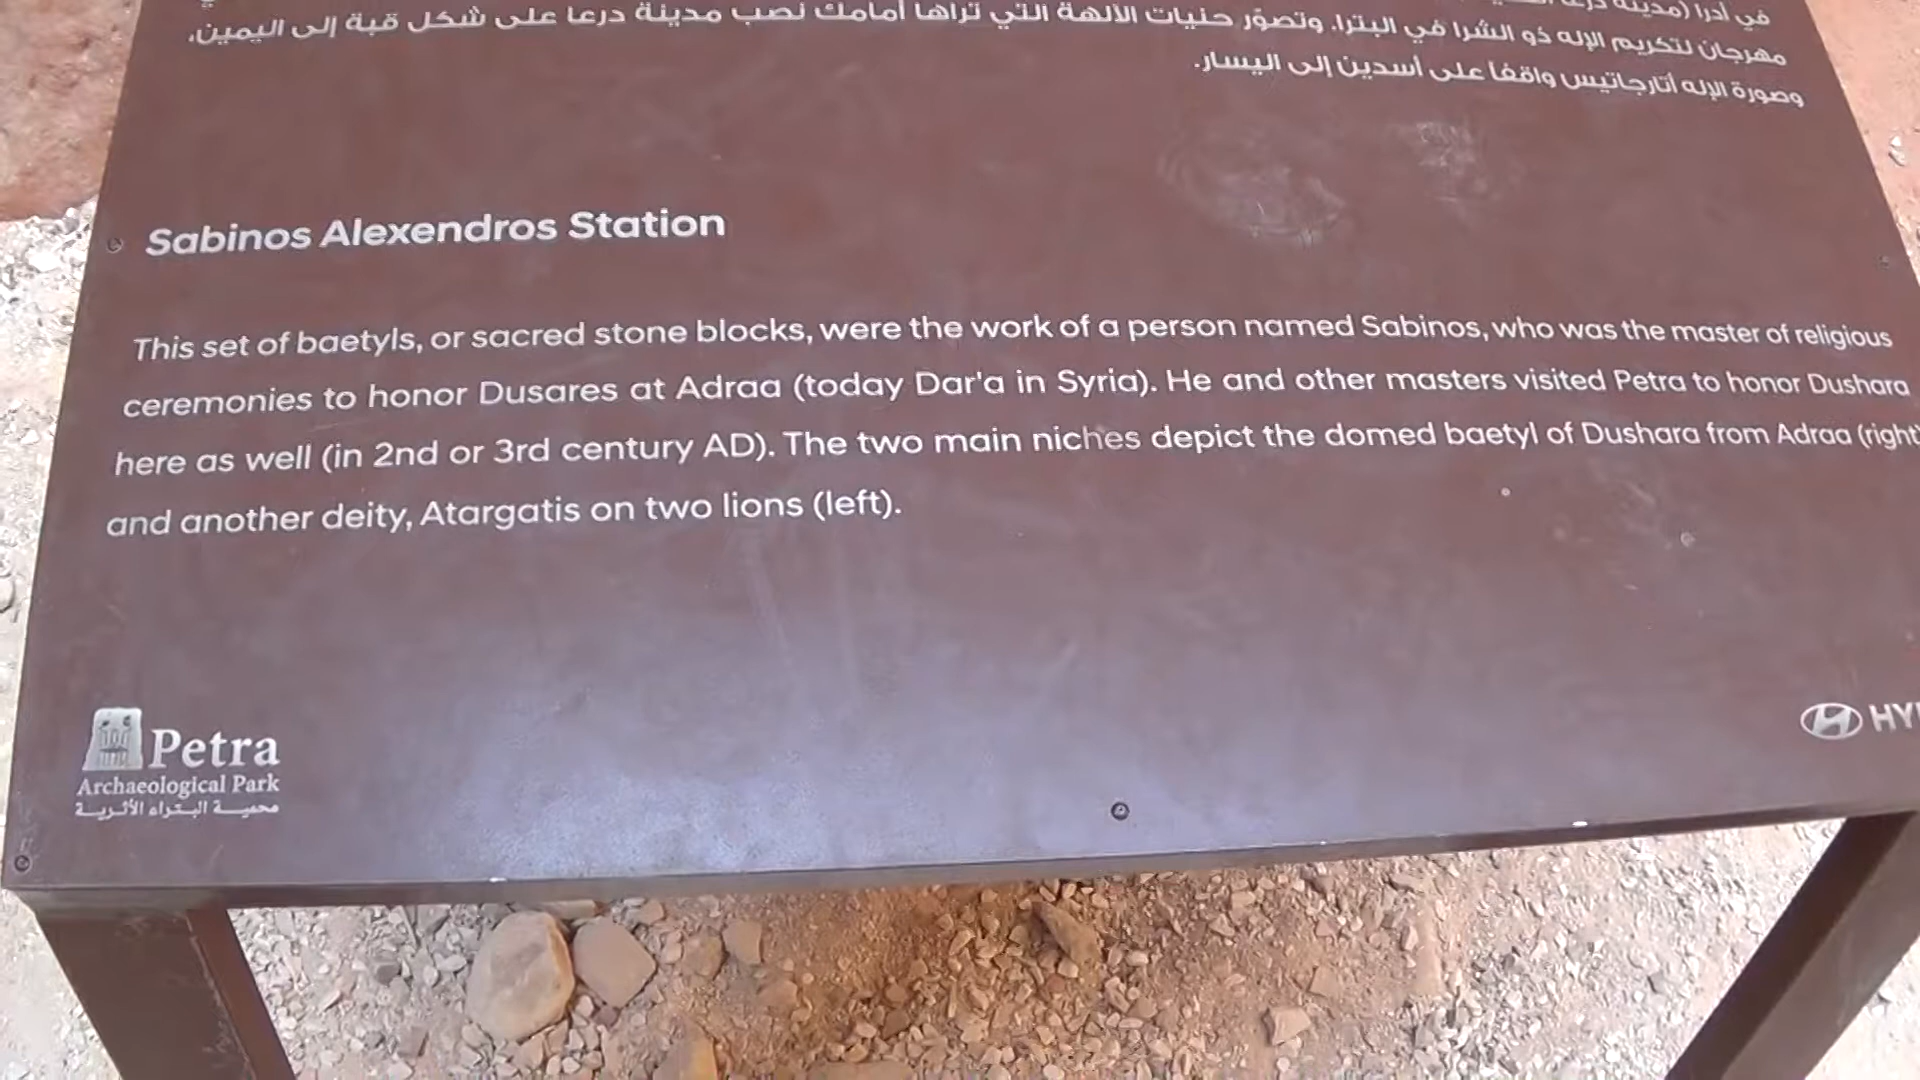 في أدرا (مدينة درعا
مهرجان لتكريم الإله ذو الشرا في البترا. وتصوّر حنيات الآلهة التي تراها أمامك نصب مدينة درعا على شكل قبة إلى اليمين،
وصورة الإله أتارجاتيس واقفا على أسدين إلى اليسار.
Sabinos Alexendros Station
This set of baetyls, or sacred stone blocks, were the work of a person named Sabinos, who was the master of religious
ceremonies to honor Dusares at Adraa (today Dar'a in Syria). He and other masters visited Petra to honor Dushara
here as well (in 2nd or 3rd century AD). The two main niches depict the domed baetyl of Dushara from Adraa (right)
and another deity, Atargatis on two lions (left).
Petra
Archaeological Park
محمية البتراء الأثرية